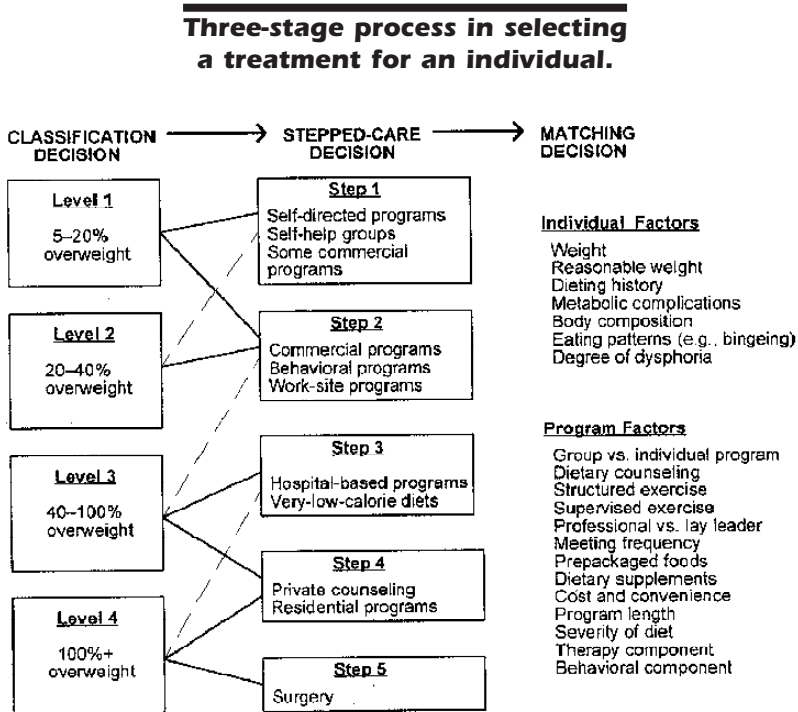 Three-stage process in selecting
a treatment for an individual.
CLASSIFICATION
DECISION
STEPPED-CARE
DECISION
MATCHING
DECISION
Level 1
5–20%
overweight
Level 2
20–40%
overweight
Level 3
40–100%
overweight
Level 4
100%+
overweight
Step 1
Self-directed programs
Self-help groups
Some commercial
programs
Step 2
Commercial programs
Behavioral programs
Work-site programs
Step 3
Hospital-based programs
Very-low-calorie diets
Step 4
Private counseling
Residential programs
Step 5
Surgery
Individual Factors
Weight
Reasonable weight
Dieting history
Metabolic complications
Body composition
Eating patterns (e.g., bingeing)
Degree of dysphoria
Program Factors
Group vs. individual program
Dietary counseling
Structured exercise
Supervised exercise
Professional vs. lay leader
Meeting frequency
Prepackaged foods
Dietary supplements
Cost and convenience
Program length
Severity of diet
Therapy component
Behavioral component